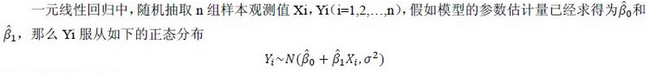 一元线性回归中，随机抽取 n 组样本观测值 Xi，Yi（i=1,2,…,n），假如模型的参数估计量已经求得为β̂₀和
β̂₁，那么 Yi 服从如下的正态分布
Yᵢ~N(β̂₀ + β̂₁Xᵢ, σ²)